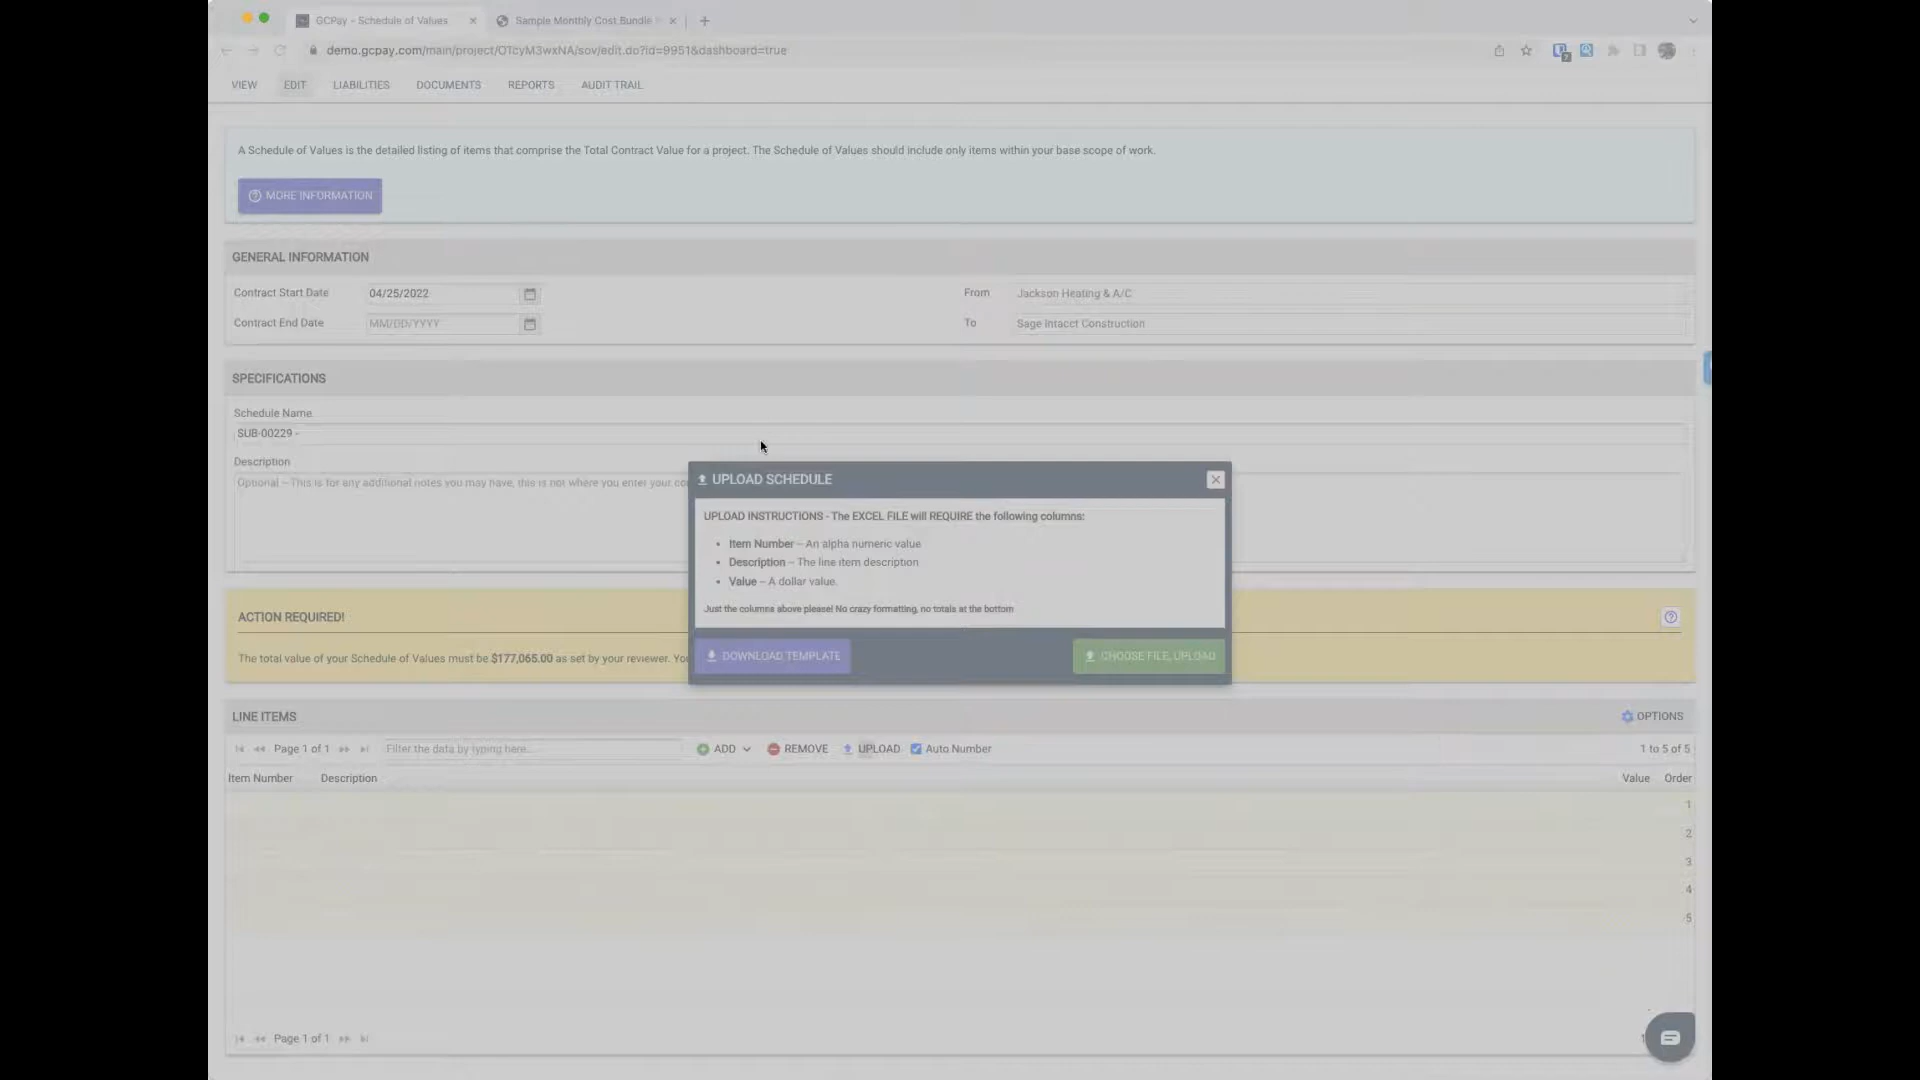 GCPay - Schedule of Values
Sample Monthly Cost Bundle
demo.gcpay.com/main/project/OTcyM3wxNA/sov/edit.do?id=9951&dashboard=true
VIEW EDIT LIABILITIES DOCUMENTS REPORTS AUDIT TRAIL
A Schedule of Values is the detailed listing of items that comprise the Total Contract Value for a project. The Schedule of Values should include only items within your base scope of work.
MORE INFORMATION
GENERAL INFORMATION
Contract Start Date 04/25/2022 From Jackson Heating & A/C
Contract End Date MM/DD/YYYY To Sage Intacct Construction
SPECIFICATIONS
Schedule Name
SUB-00229 -
Description
Optional -- This is for any additional notes you may have, this is not where you enter your
UPLOAD SCHEDULE
UPLOAD INSTRUCTIONS - The EXCEL FILE will REQUIRE the following columns:
• Item Number – An alpha numeric value
• Description – The line item description
• Value – A dollar value.
Just the columns above please! No crazy formatting, no totals at the bottom
DOWNLOAD TEMPLATE CHOOSE FILE, UPLOAD
ACTION REQUIRED!
The total value of your Schedule of Values must be $177,065.00 as set by your reviewer.
LINE ITEMS OPTIONS
Page 1 of 1 Filter the data by typing here... ADD REMOVE UPLOAD Auto Number 1 to 5 of 5
Item Number Description Value Order
1
2
3
4
5
Page 1 of 1